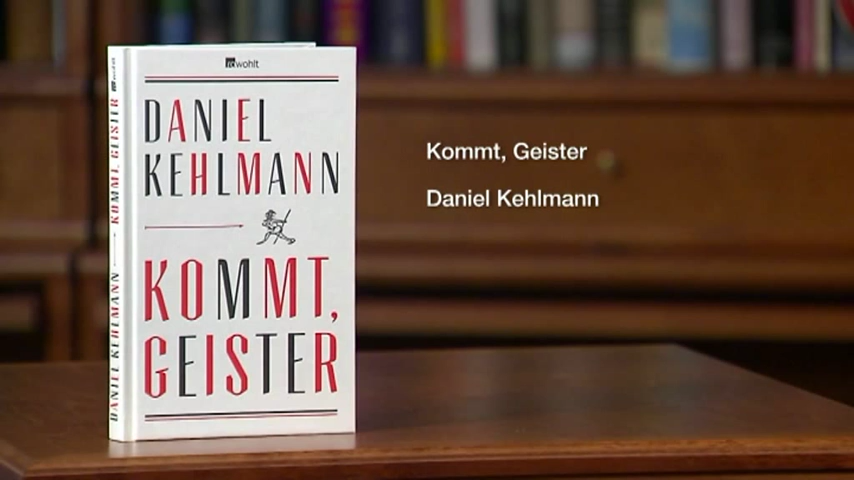 rowohlt
DANIEL
KEHLMANN
KOMMT,
GEISTER
DANIEL KEHLMANN → KOMMT, GEISTER
Kommt, Geister
Daniel Kehlmann